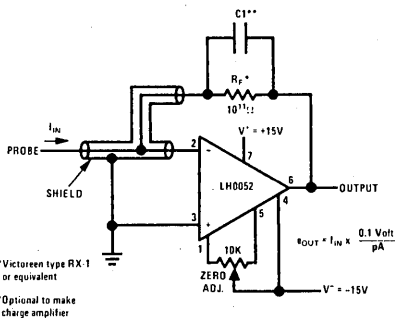 C1**
RF*
10¹¹Ω
IIN
V⁺ = +15V
PROBE
2
−
7
LH0052
6
OUTPUT
SHIELD
4
3
+
5
1
10K
ZERO
ADJ.
eOUT = IIN x 0.1 Volt
pA
V⁻ = −15V
*Victoreen type RX-1
or equivalent
*Optional to make
charge amplifier